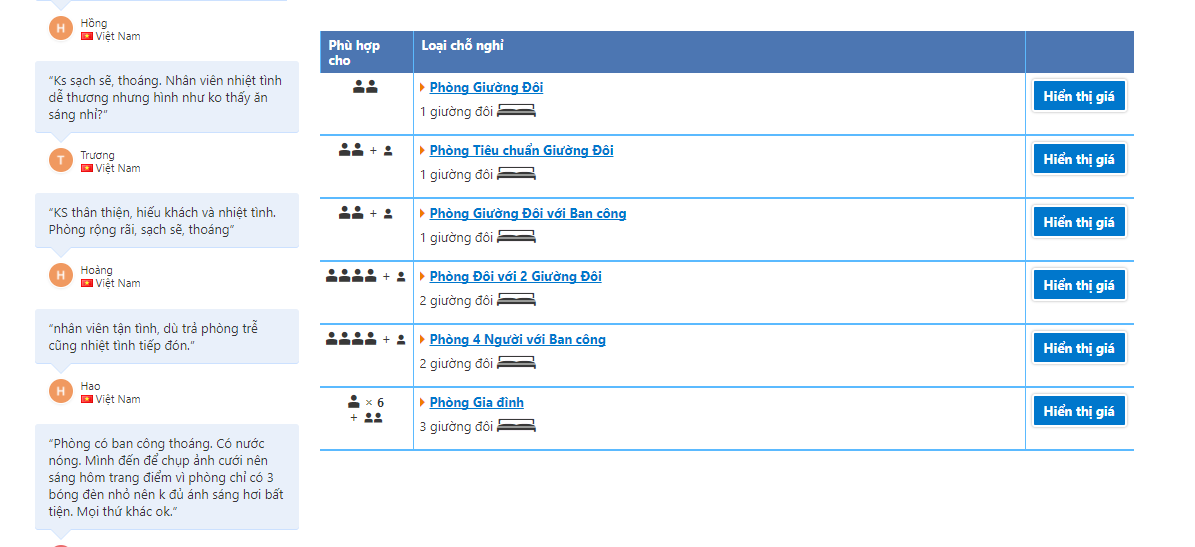 H
Hồng
Việt Nam
“Ks sạch sẽ, thoáng. Nhân viên nhiệt tình
dễ thương nhưng hình như ko thấy ăn
sáng nhỉ?”
T
Trương
Việt Nam
“KS thân thiện, hiếu khách và nhiệt tình.
Phòng rộng rãi, sạch sẽ, thoáng”
H
Hoàng
Việt Nam
“nhân viên tận tình, dù trả phòng trễ
cũng nhiệt tình tiếp đón.”
H
Hao
Việt Nam
“Phòng có ban công thoáng. Có nước
nóng. Mình đến để chụp ảnh cưới nên
sáng hôm trang điểm vì phòng chỉ có 3
bóng đèn nhỏ nên k đủ ánh sáng hơi bất
tiện. Mọi thứ khác ok.”
Phù hợp
cho
Loại chỗ nghỉ
Phòng Giường Đôi
1 giường đôi
Hiển thị giá
+
Phòng Tiêu chuẩn Giường Đôi
1 giường đôi
Hiển thị giá
+
Phòng Giường Đôi với Ban công
1 giường đôi
Hiển thị giá
+
Phòng Đôi với 2 Giường Đôi
2 giường đôi
Hiển thị giá
+
Phòng 4 Người với Ban công
2 giường đôi
Hiển thị giá
× 6
+
Phòng Gia đình
3 giường đôi
Hiển thị giá